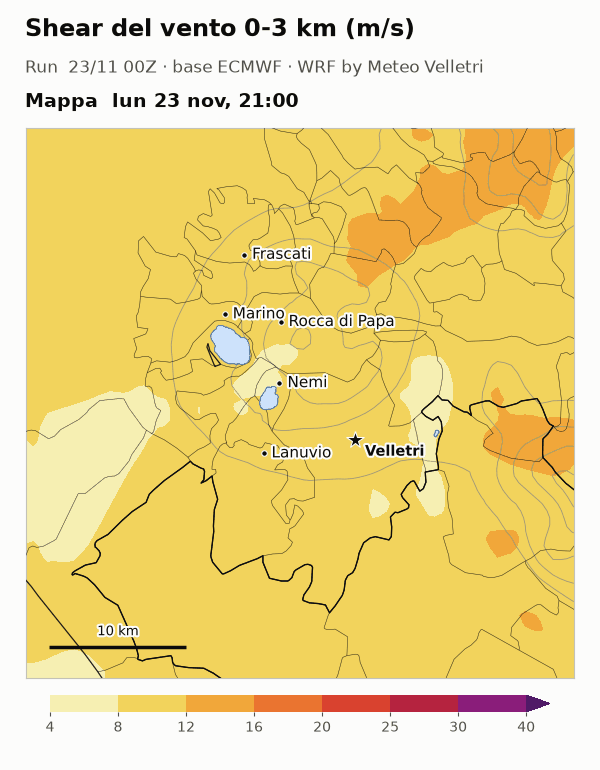 Shear del vento 0-3 km (m/s)
Run 23/11 00Z · base ECMWF · WRF by Meteo Velletri
Mappa lun 23 nov, 21:00
Frascati
Marino
Rocca di Papa
Nemi
Velletri
Lanuvio
10 km
4 8 12 16 20 25 30 40